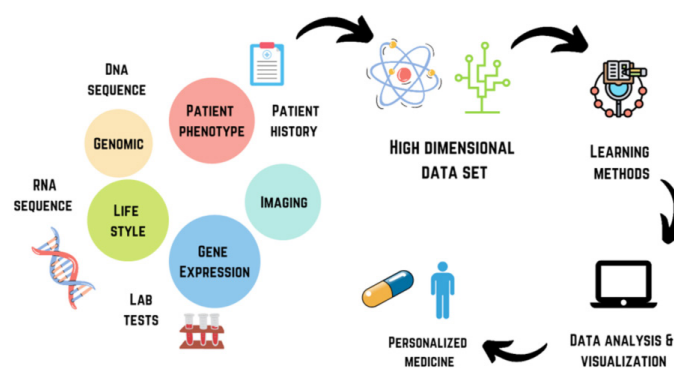 DNA
SEQUENCE
PATIENT
PHENOTYPE
PATIENT
HISTORY
GENOMIC
RNA
SEQUENCE
LIFE
STYLE
IMAGING
GENE
EXPRESSION
LAB
TESTS
HIGH DIMENSIONAL
DATA SET
LEARNING
METHODS
DATA ANALYSIS &
VISUALIZATION
PERSONALIZED
MEDICINE